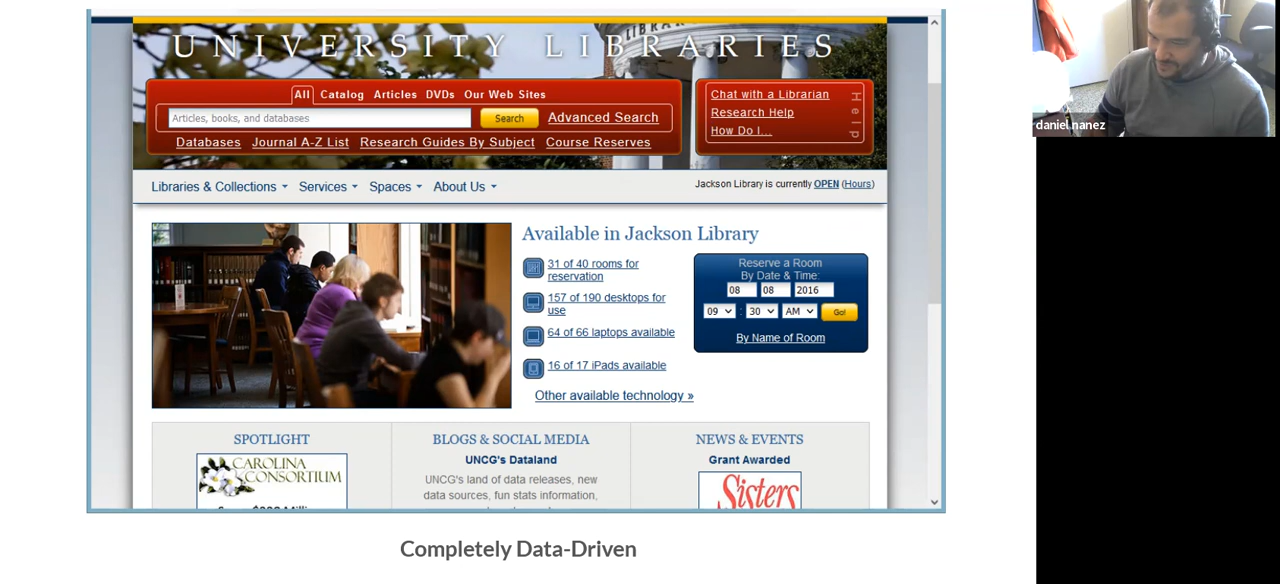 UNIVERSITY LIBRARIES
All Catalog Articles DVDs Our Web Sites
Articles, books, and databases Search Advanced Search
Databases Journal A-Z List Research Guides By Subject Course Reserves
Chat with a Librarian
Research Help
How Do I...
Help
daniel nanez
Libraries & Collections Services Spaces About Us
Jackson Library is currently OPEN (Hours)
Available in Jackson Library
31 of 40 rooms for
reservation
157 of 190 desktops for
use
64 of 66 laptops available
16 of 17 iPads available
Other available technology »
Reserve a Room
By Date & Time:
08 08 2016
09 : 30 AM Go!
By Name of Room
SPOTLIGHT
CAROLINA
CONSORTIUM
BLOGS & SOCIAL MEDIA
UNCG's Dataland
UNCG's land of data releases, new
data sources, fun stats information,
NEWS & EVENTS
Grant Awarded
Sisters
Completely Data-Driven